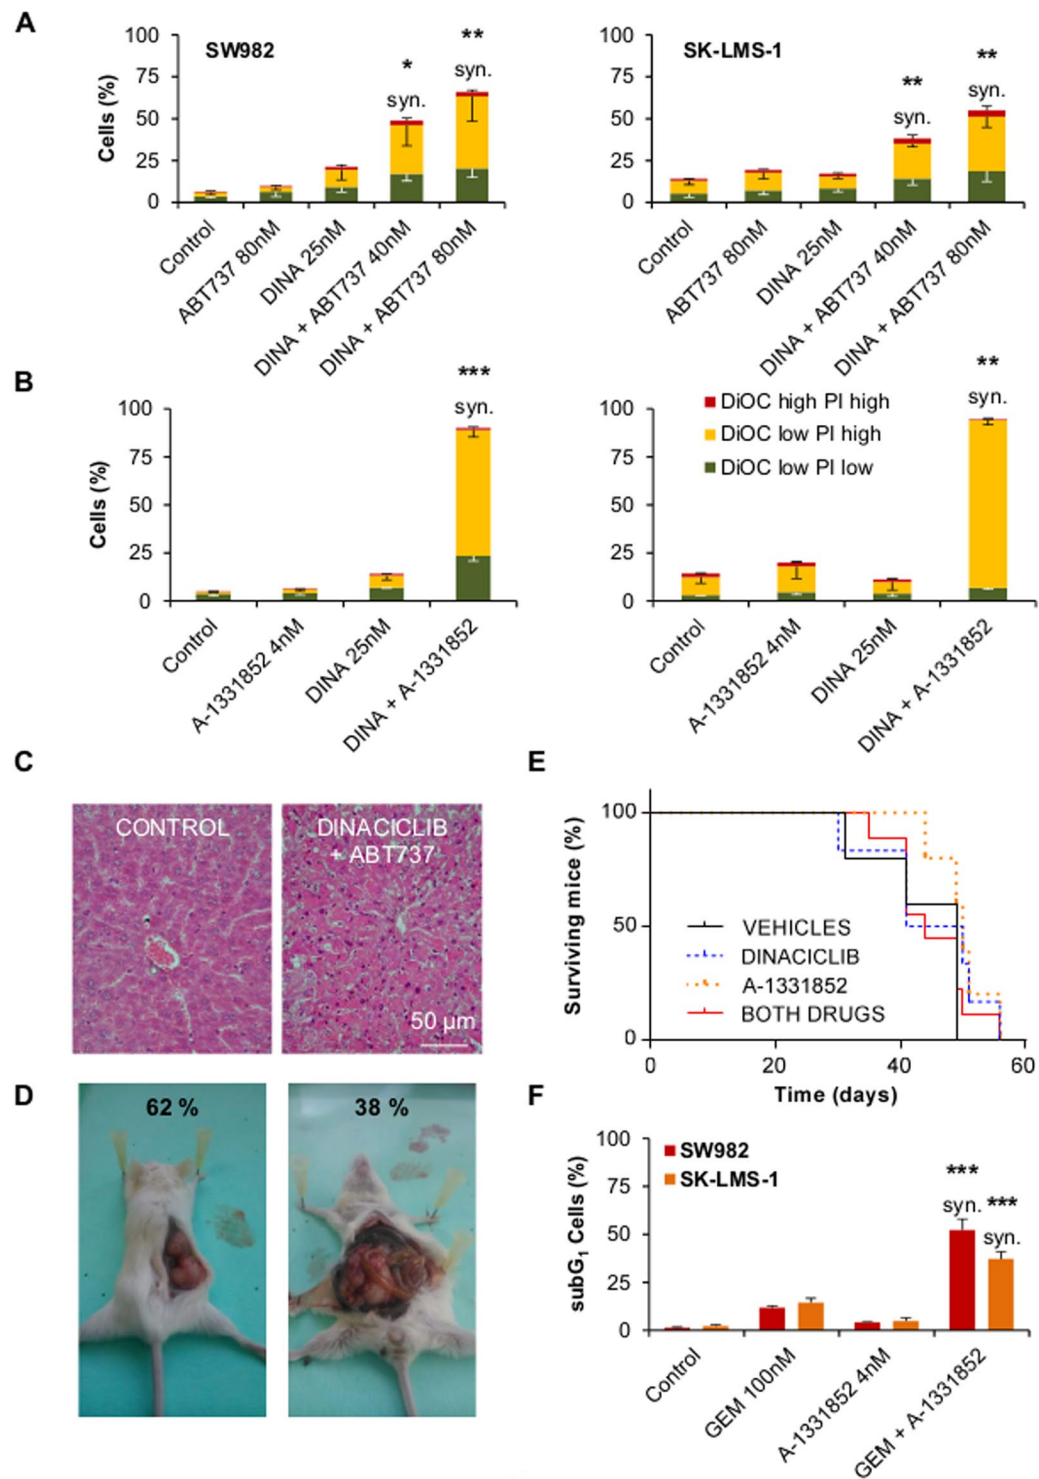 A
SW982
Cells (%)
100
75
50
25
0
*
syn.
**
syn.
Control
ABT737 80nM
DINA 25nM
DINA + ABT737 40nM
DINA + ABT737 80nM
SK-LMS-1
100
75
50
25
0
**
syn.
**
syn.
Control
ABT737 80nM
DINA 25nM
DINA + ABT737 40nM
DINA + ABT737 80nM
B
Cells (%)
100
75
50
25
0
***
syn.
Control
A-1331852 4nM
DINA 25nM
DINA + A-1331852
100
75
50
25
0
DiOC high PI high
DiOC low PI high
DiOC low PI low
**
syn.
Control
A-1331852 4nM
DINA 25nM
DINA + A-1331852
C
CONTROL
DINACICLIB
+ ABT737
50 µm
D
62 %
38 %
E
Surviving mice (%)
100
50
0
VEHICLES
DINACICLIB
A-1331852
BOTH DRUGS
0
20
40
60
Time (days)
F
subG1 Cells (%)
100
75
50
25
0
SW982
SK-LMS-1
***
syn.
***
syn.
Control
GEM 100nM
A-1331852 4nM
GEM + A-1331852